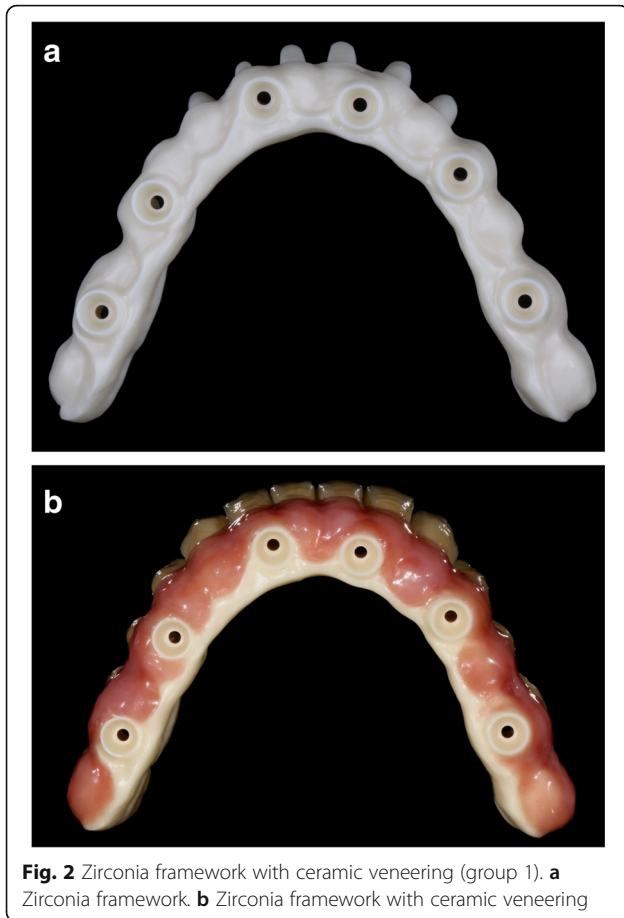 a
b
Fig. 2 Zirconia framework with ceramic veneering (group 1). a
Zirconia framework. b Zirconia framework with ceramic veneering